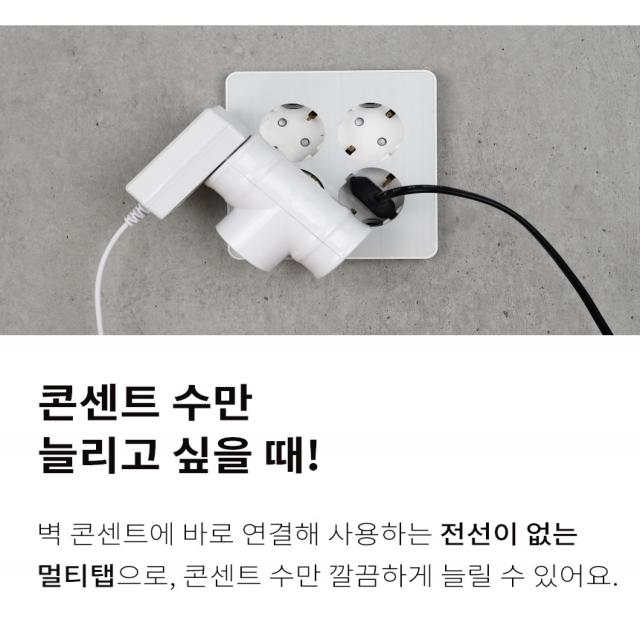 콘센트 수만
늘리고 싶을 때!
벽 콘센트에 바로 연결해 사용하는 전선이 없는
멀티탭으로, 콘센트 수만 깔끔하게 늘릴 수 있어요.